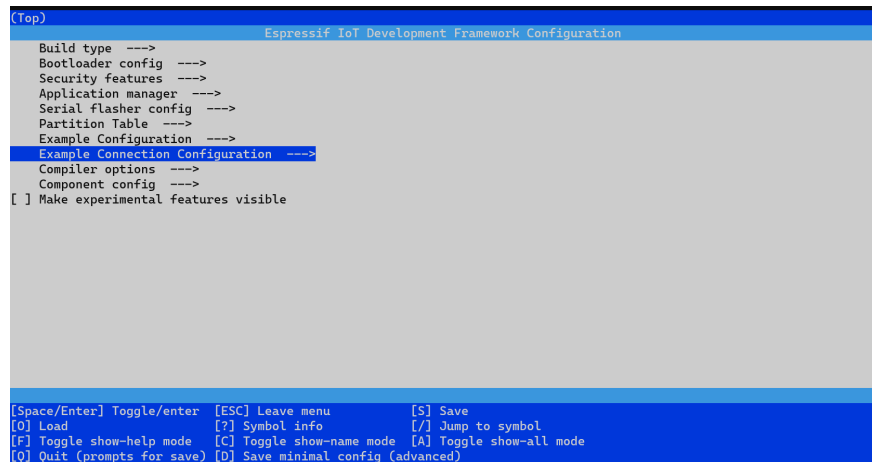 (Top)
Espressif IoT Development Framework Configuration
Build type  --->
Bootloader config  --->
Security features  --->
Application manager  --->
Serial flasher config  --->
Partition Table  --->
Example Configuration  --->
Example Connection Configuration  --->
Compiler options  --->
Component config  --->
[ ] Make experimental features visible
[Space/Enter] Toggle/enter  [ESC] Leave menu  [S] Save
[O] Load  [?] Symbol info  [/] Jump to symbol
[F] Toggle show-help mode  [C] Toggle show-name mode  [A] Toggle show-all mode
[Q] Quit (prompts for save)  [D] Save minimal config (advanced)